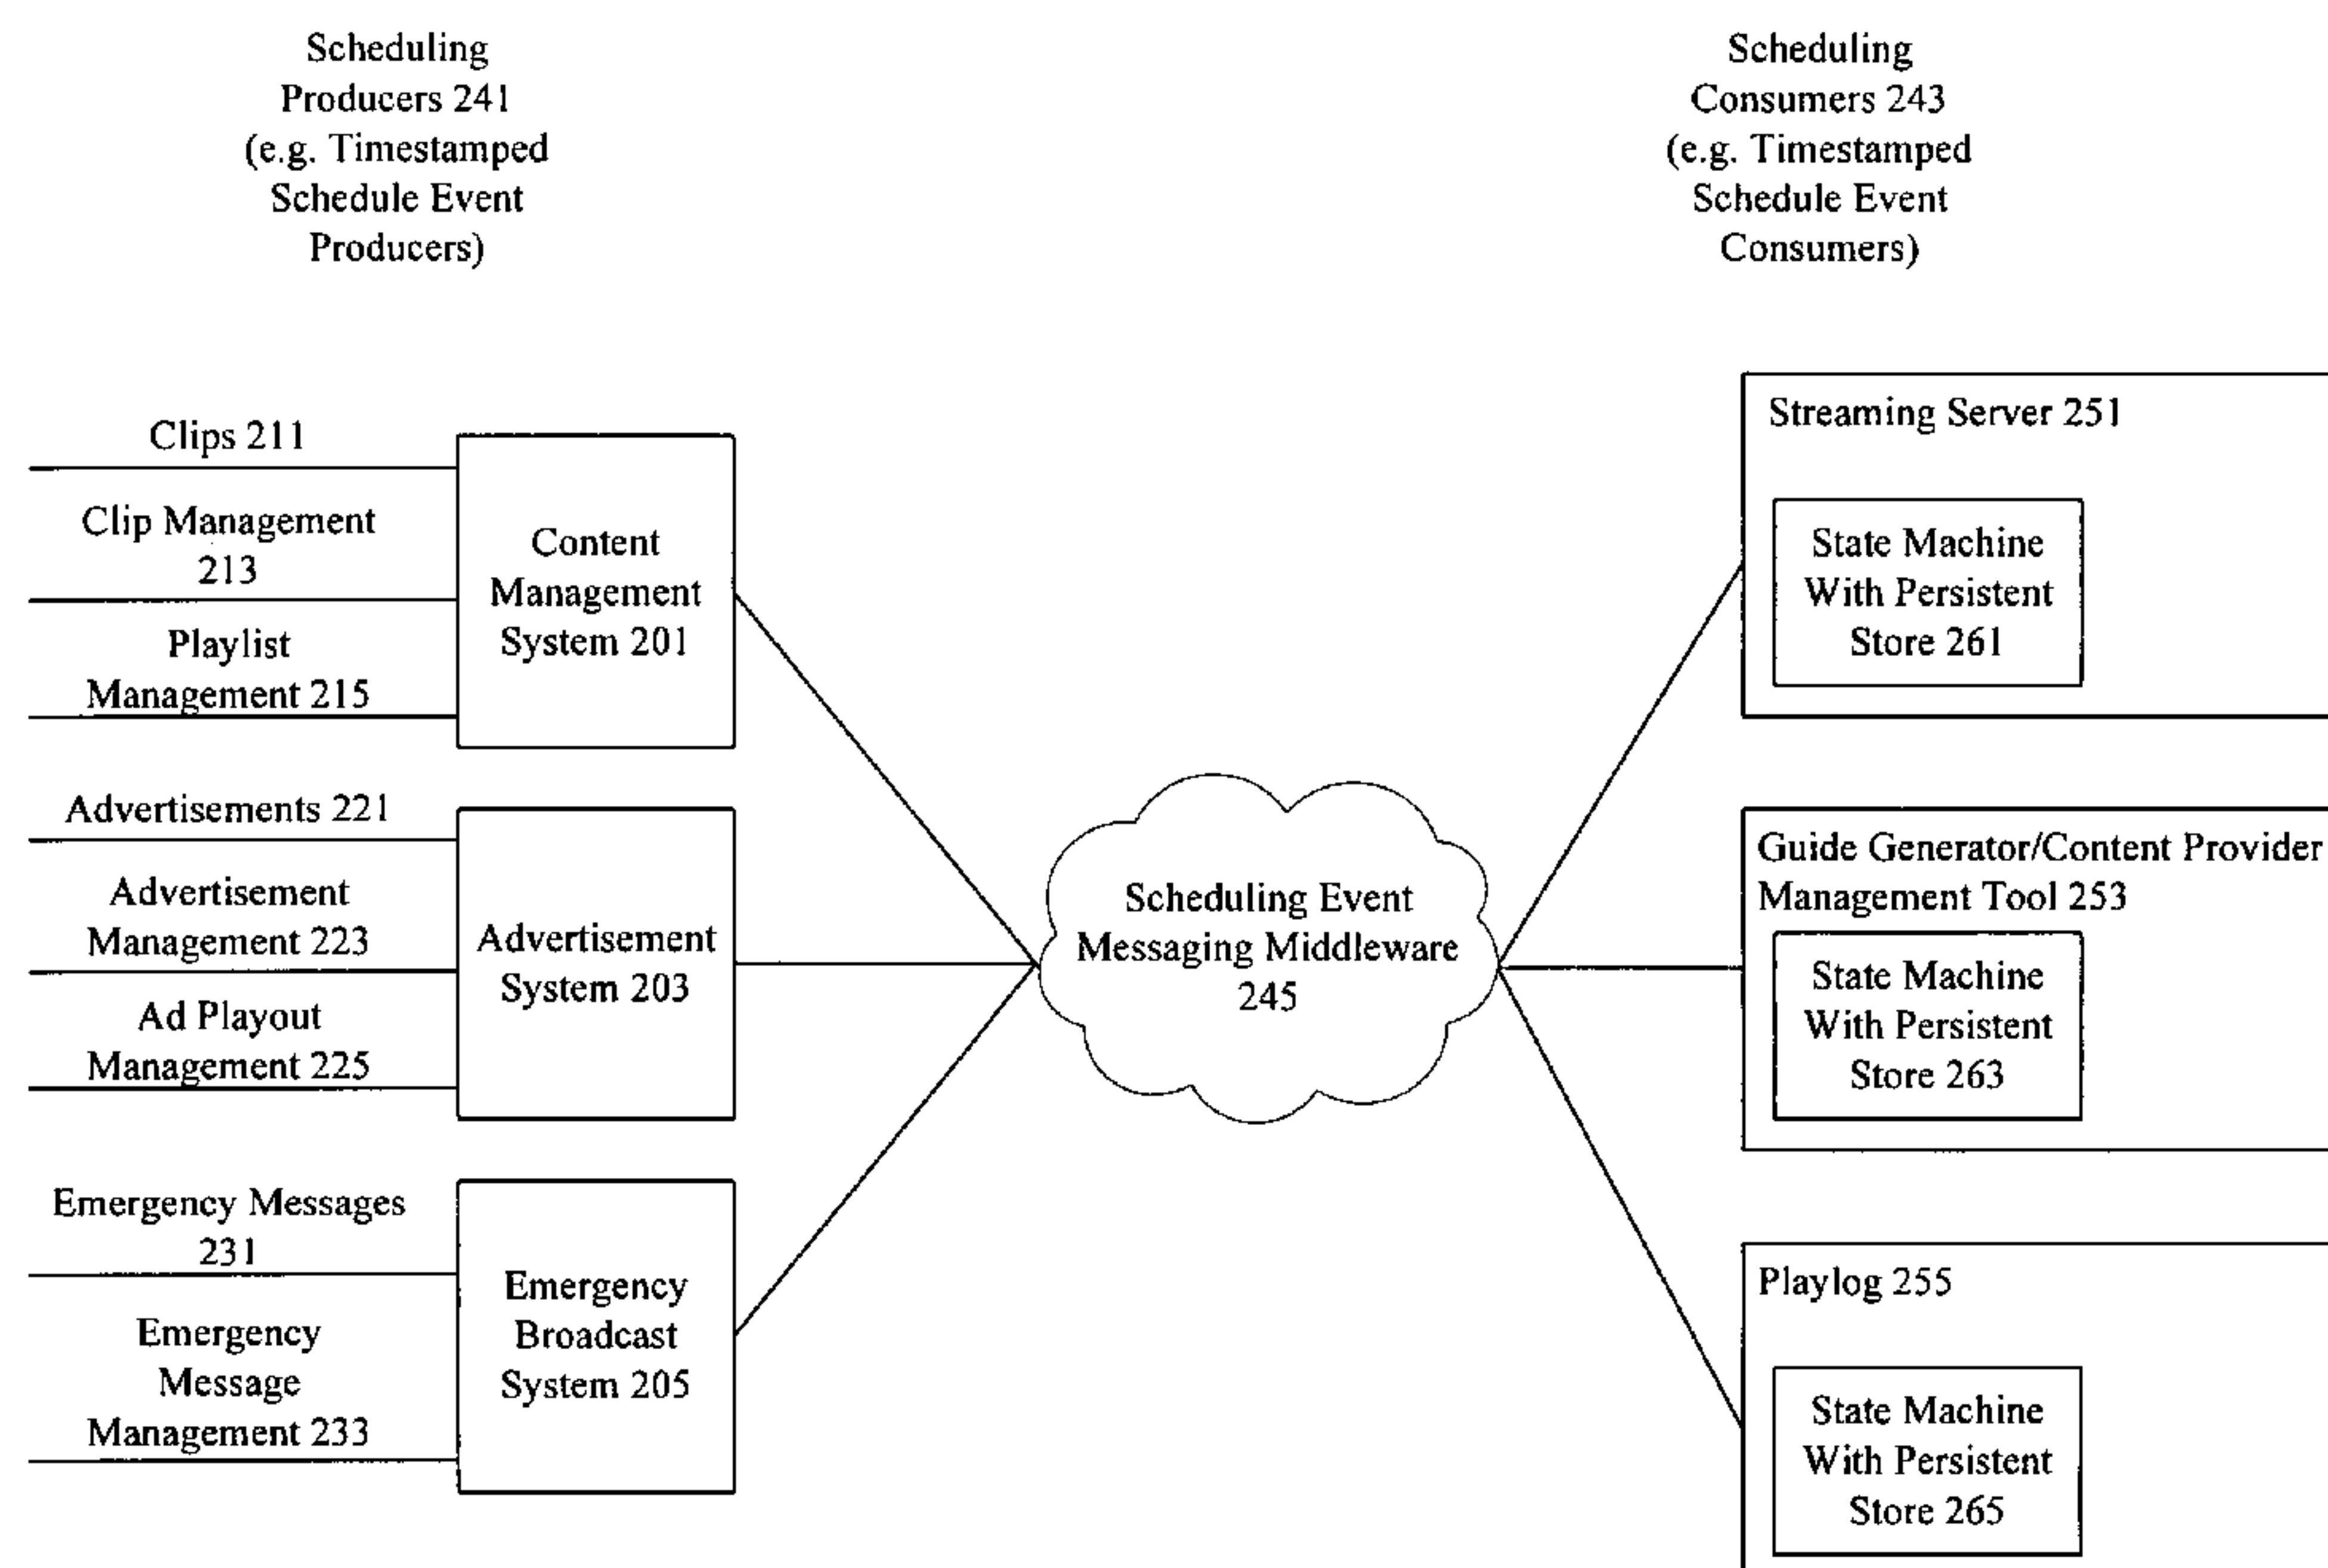 Scheduling
Producers 241
(e.g. Timestamped
Schedule Event
Producers)
Scheduling
Consumers 243
(e.g. Timestamped
Schedule Event
Consumers)
Clips 211
Clip Management
213
Playlist
Management 215
Content
Management
System 201
Advertisements 221
Advertisement
Management 223
Ad Playout
Management 225
Advertisement
System 203
Emergency Messages
231
Emergency
Message
Management 233
Emergency
Broadcast
System 205
Scheduling Event
Messaging Middleware
245
Streaming Server 251
State Machine
With Persistent
Store 261
Guide Generator/Content Provider
Management Tool 253
State Machine
With Persistent
Store 263
Playlog 255
State Machine
With Persistent
Store 265